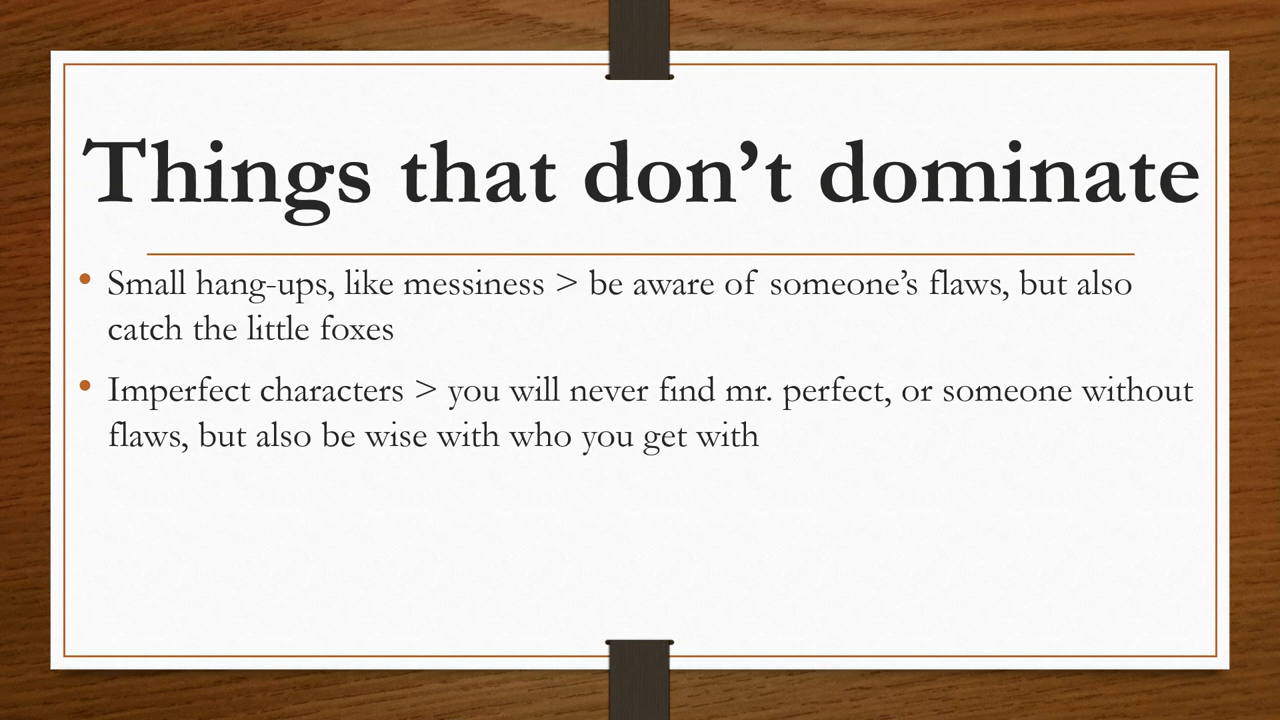 Things that don’t dominate
• Small hang-ups, like messiness > be aware of someone’s flaws, but also
catch the little foxes
• Imperfect characters > you will never find mr. perfect, or someone without
flaws, but also be wise with who you get with